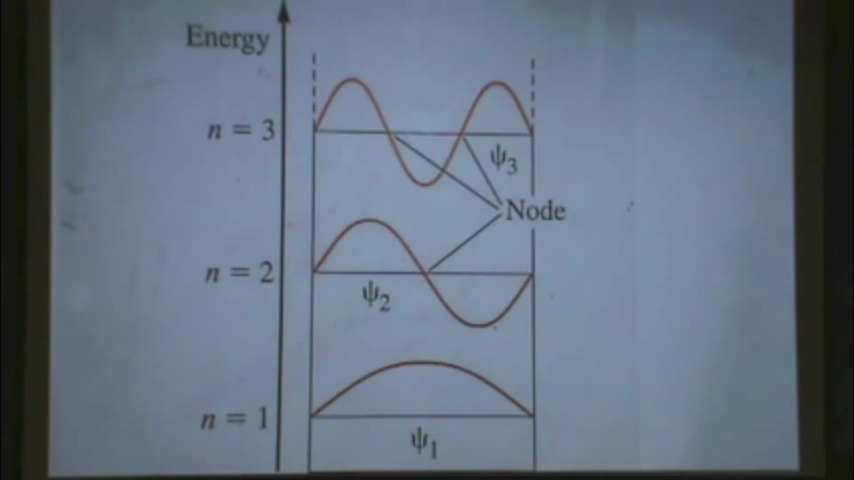 Energy
n = 3
ψ3
Node
n = 2
ψ2
n = 1
ψ1